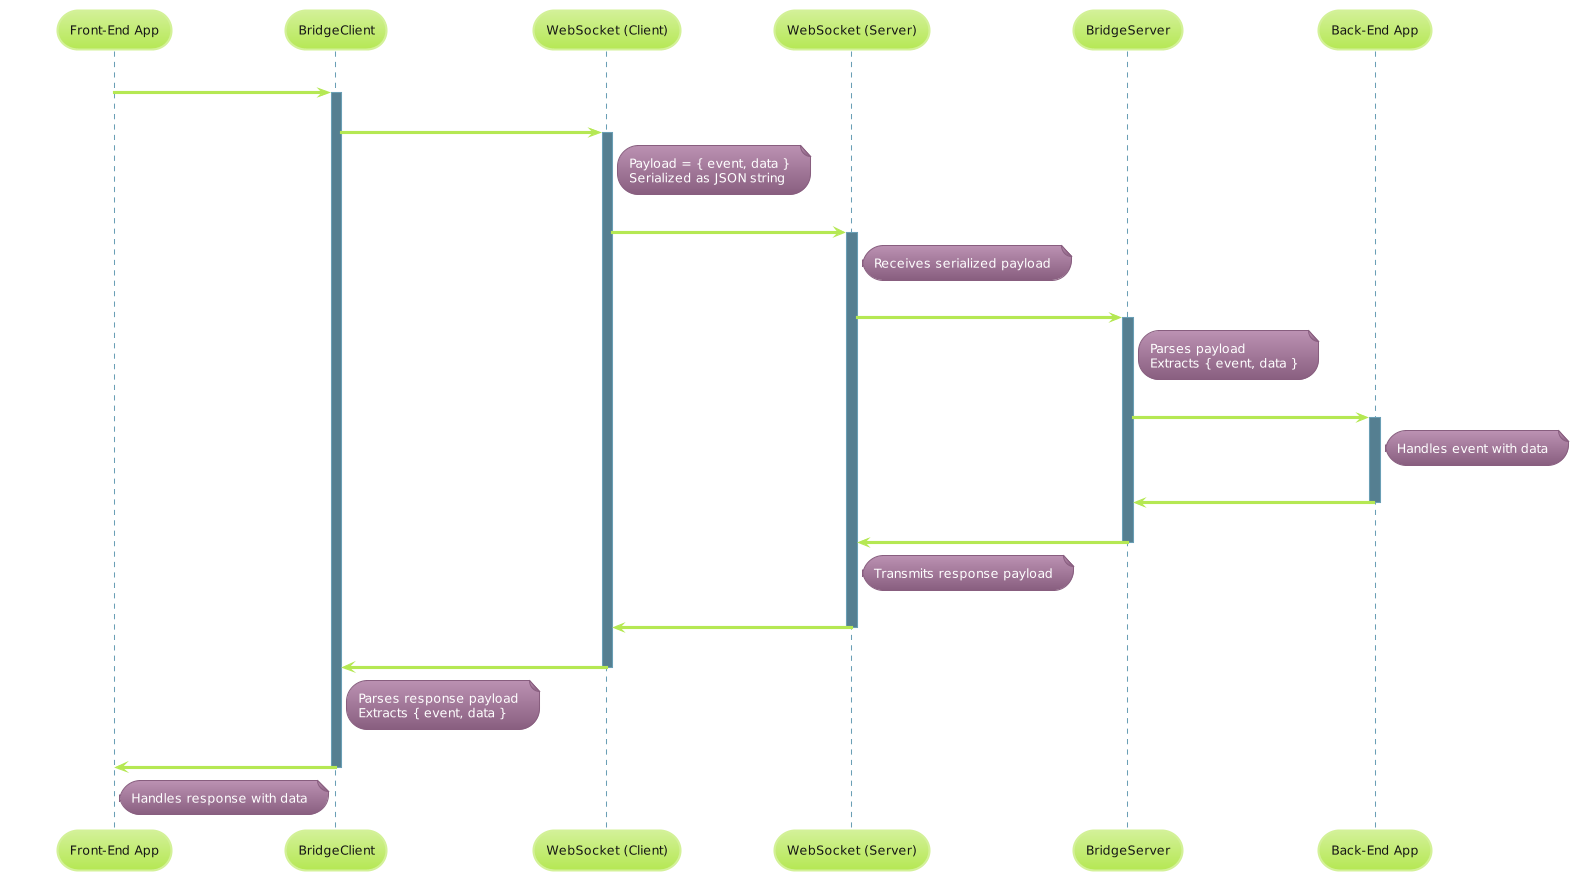 Front-End App
BridgeClient
WebSocket (Client)
WebSocket (Server)
BridgeServer
Back-End App
Payload = { event, data }
Serialized as JSON string
Receives serialized payload
Parses payload
Extracts { event, data }
Handles event with data
Transmits response payload
Parses response payload
Extracts { event, data }
Handles response with data
Front-End App
BridgeClient
WebSocket (Client)
WebSocket (Server)
BridgeServer
Back-End App